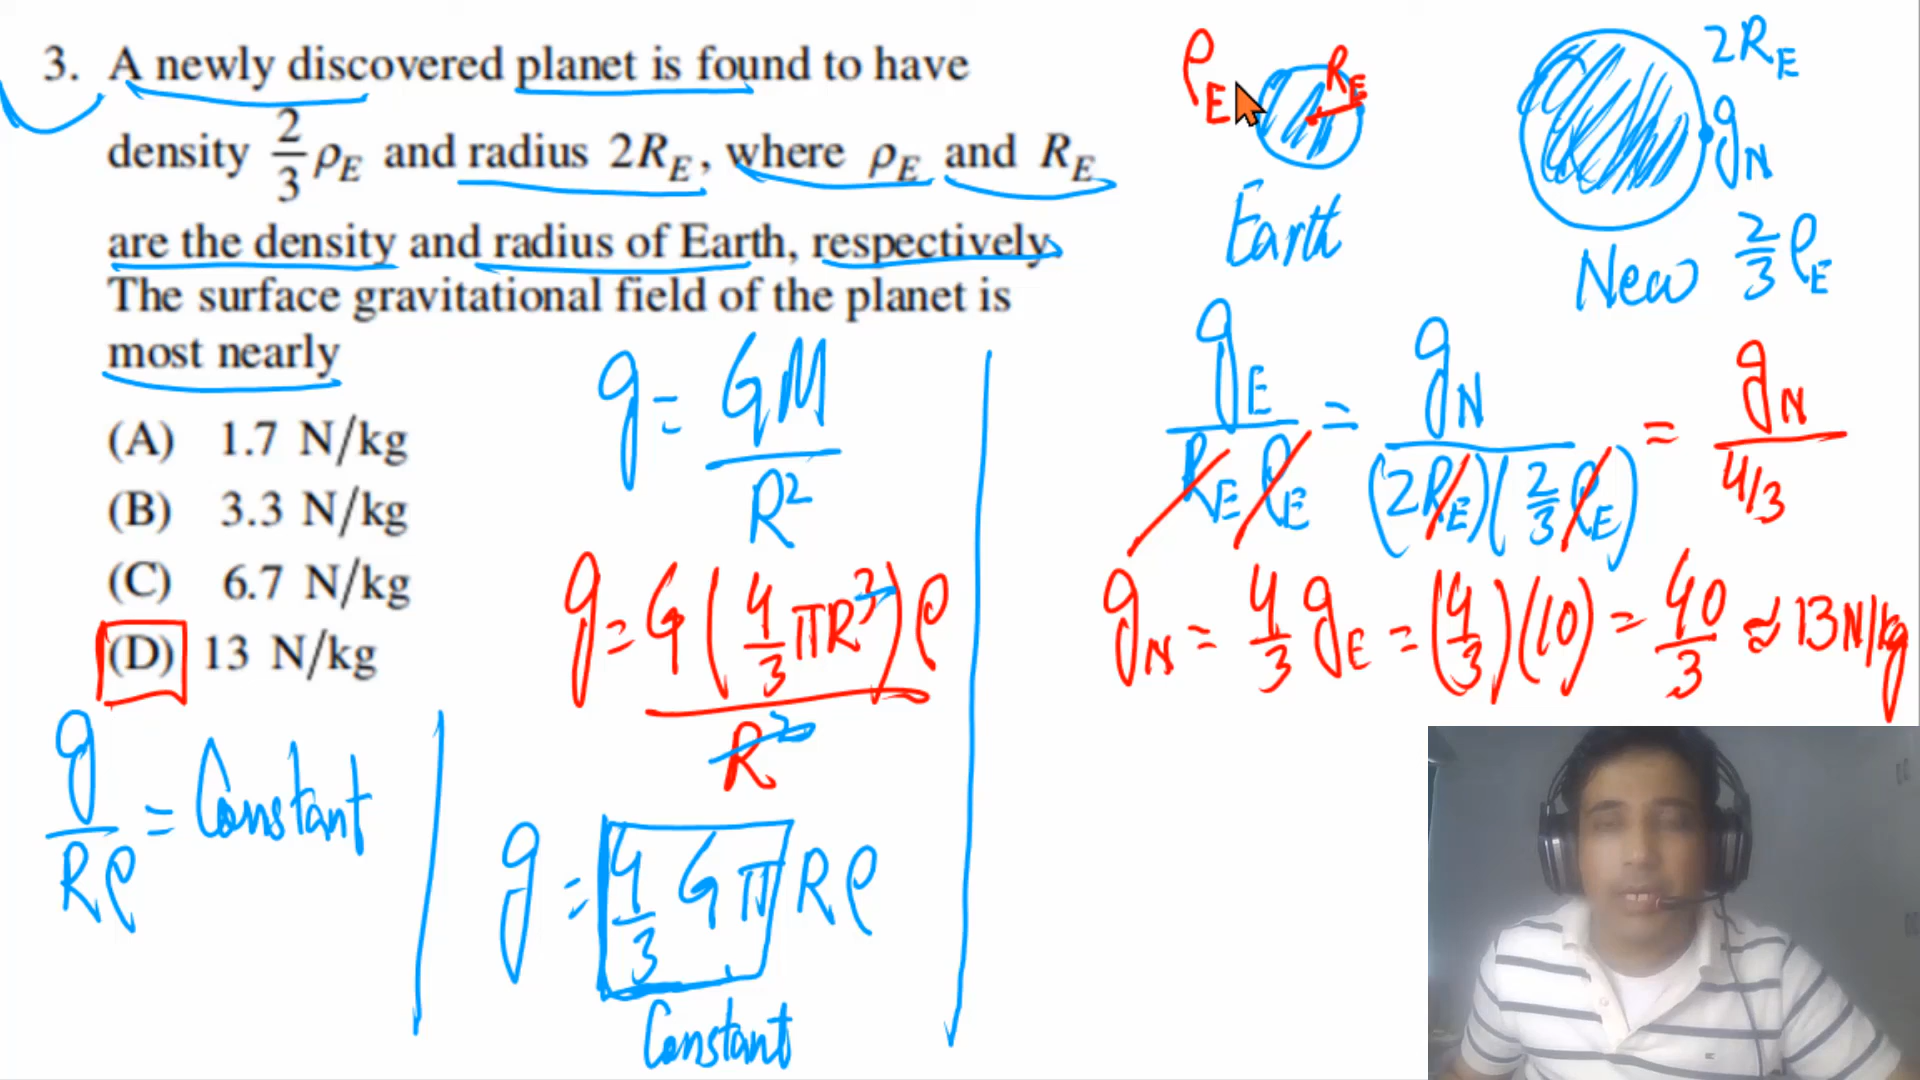 3. A newly discovered planet is found to have
density 2/3 ρE and radius 2RE, where ρE and RE
are the density and radius of Earth, respectively
The surface gravitational field of the planet is
most nearly
(A) 1.7 N/kg
(B) 3.3 N/kg
(C) 6.7 N/kg
(D) 13 N/kg
g/Rρ = Constant
g = GM/R²
g = G(4/3 πR³)ρ/R²
g = 4/3 Gπ Rρ
Constant
ρE
RE
Earth
2RE
gN
New
2/3 ρE
gE/(RE ρE) = gN/((2RE)(2/3 ρE)) = gN/(4/3)
gN = 4/3 gE = (4/3)(10) = 40/3 ≈ 13 N/kg